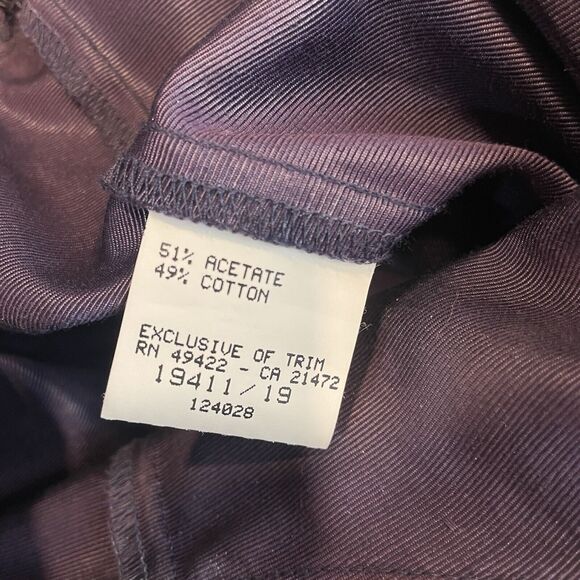 51% ACETATE
49% COTTON
EXCLUSIVE OF TRIM
RN 49422 - CA 21472
19411/19
124028